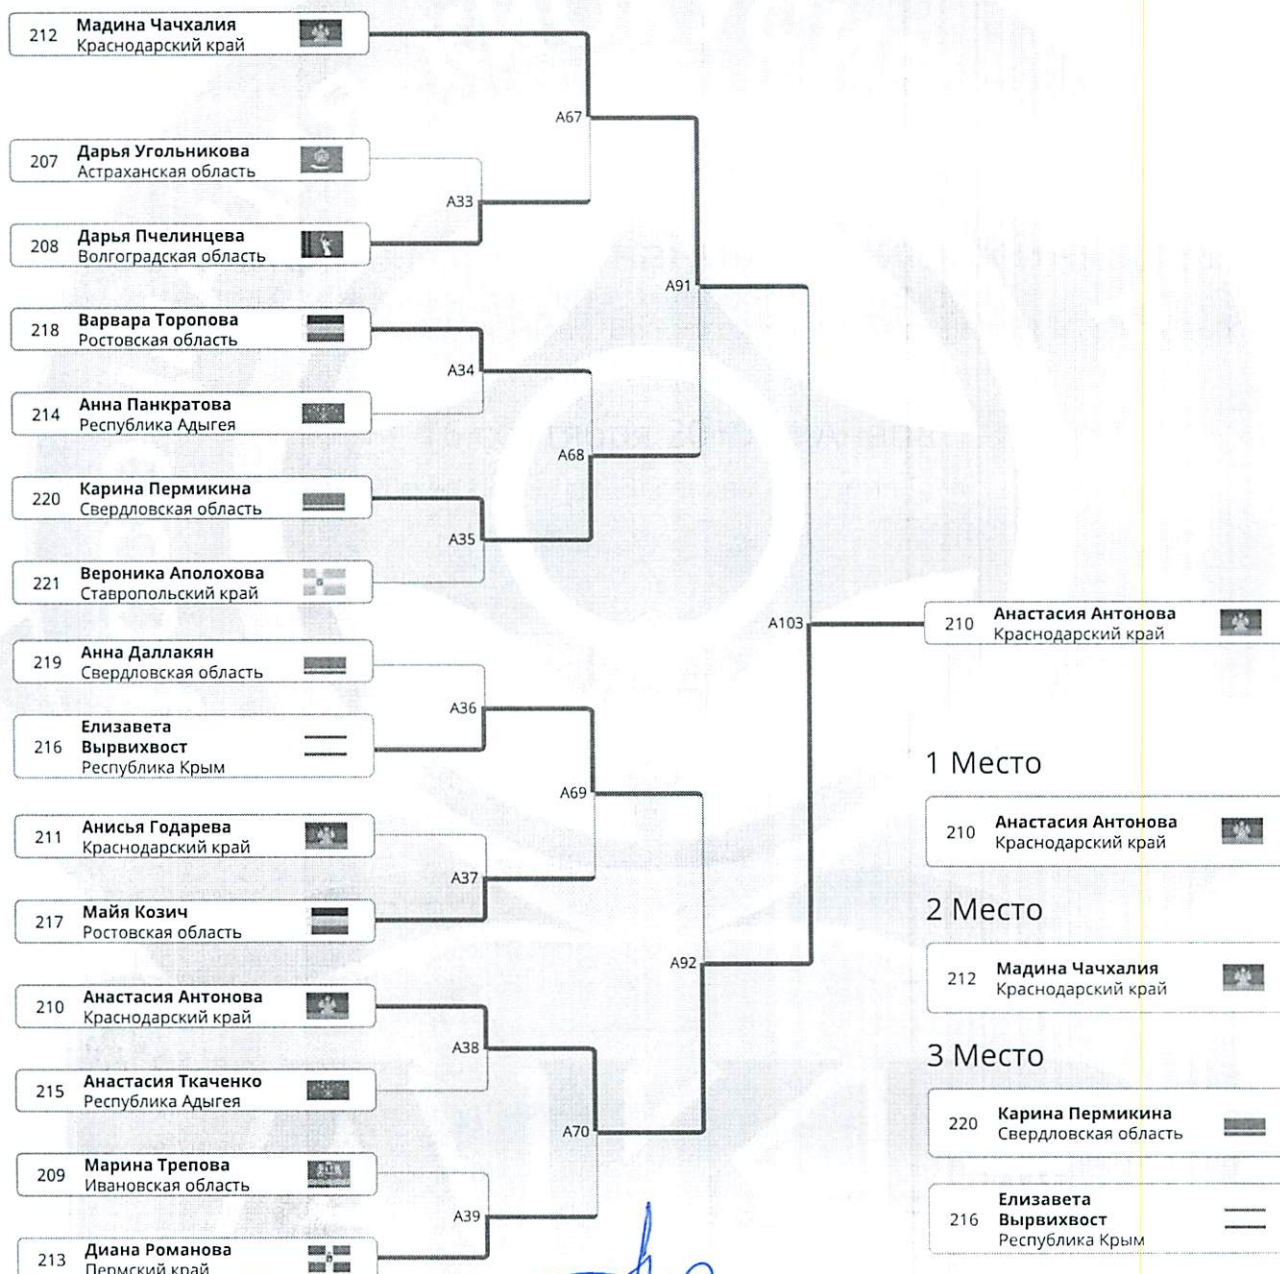 212 Мадина Чачхалия
Краснодарский край
A67
207 Дарья Угольникова
Астраханская область
A33
208 Дарья Пчелинцева
Волгоградская область
A91
218 Варвара Торопова
Ростовская область
A34
214 Анна Панкратова
Республика Адыгея
A68
220 Карина Пермикина
Свердловская область
A35
221 Вероника Аполохова
Ставропольский край
A103
210 Анастасия Антонова
Краснодарский край
219 Анна Даллакян
Свердловская область
A36
216 Елизавета
Вырвихвост
Республика Крым
A69
211 Анисья Годарева
Краснодарский край
A37
217 Майя Козич
Ростовская область
A92
210 Анастасия Антонова
Краснодарский край
A38
215 Анастасия Ткаченко
Республика Адыгея
A70
209 Марина Трепова
Ивановская область
A39
213 Диана Романова
Пермский край
1 Место
210 Анастасия Антонова
Краснодарский край
2 Место
212 Мадина Чачхалия
Краснодарский край
3 Место
220 Карина Пермикина
Свердловская область
216 Елизавета
Вырвихвост
Республика Крым